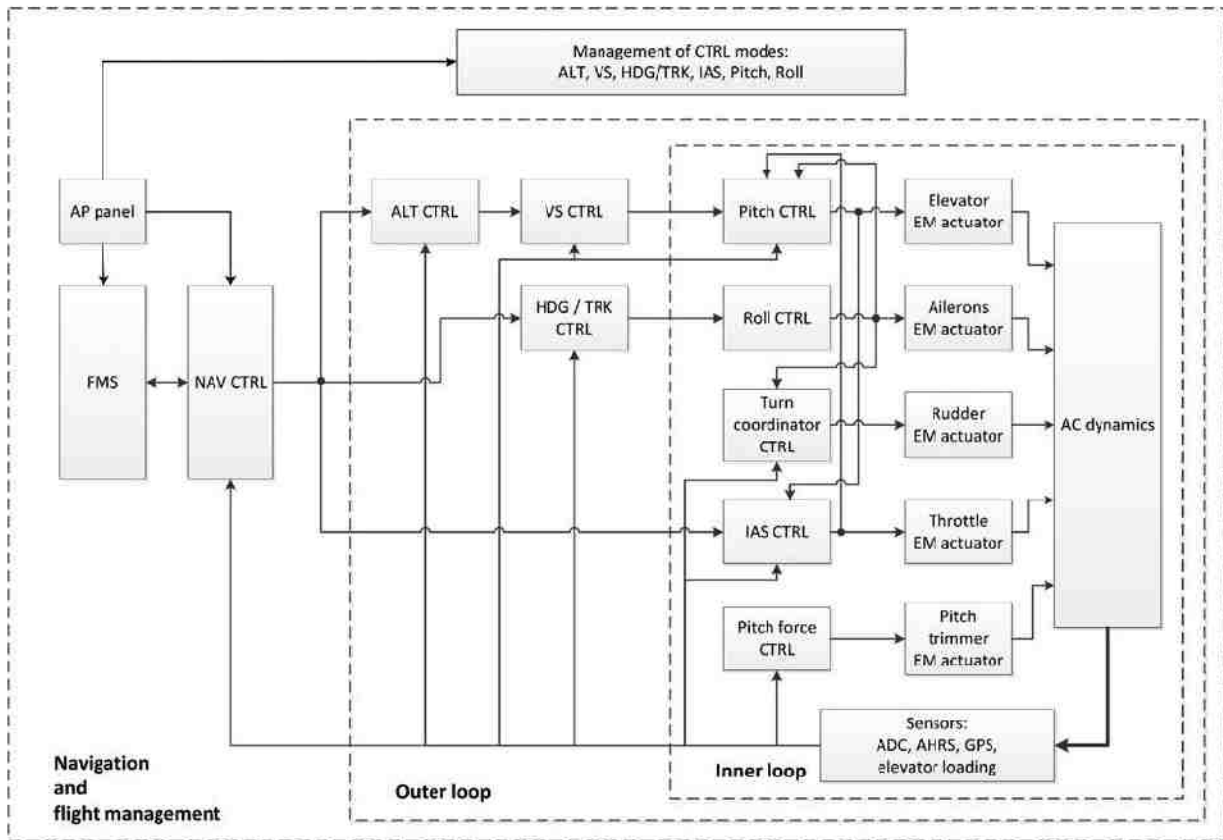 Management of CTRL modes:
ALT, VS, HDG/TRK, IAS, Pitch, Roll
AP panel
ALT CTRL
VS CTRL
Pitch CTRL
Elevator
EM actuator
FMS
NAV CTRL
HDG / TRK
CTRL
Roll CTRL
Ailerons
EM actuator
Turn
coordinator
CTRL
Rudder
EM actuator
AC dynamics
IAS CTRL
Throttle
EM actuator
Pitch force
CTRL
Pitch
trimmer
EM actuator
Sensors:
ADC, AHRS, GPS,
elevator loading
Navigation
and
flight management
Outer loop
Inner loop